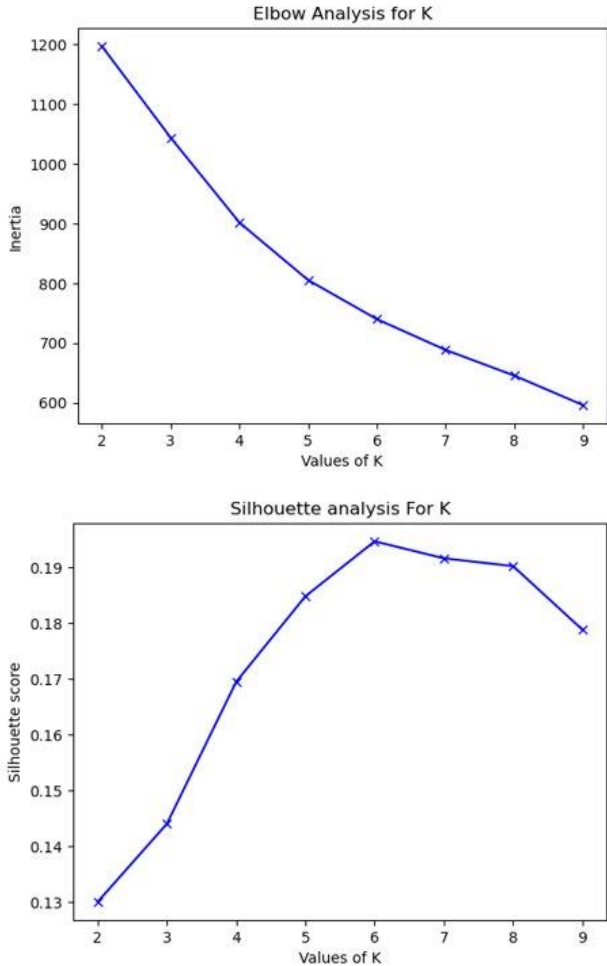 Elbow Analysis for K
1200
1100
1000
900
800
700
600
Inertia
2 3 4 5 6 7 8 9
Values of K
Silhouette analysis For K
0.19
0.18
0.17
0.16
0.15
0.14
0.13
Silhouette score
2 3 4 5 6 7 8 9
Values of K